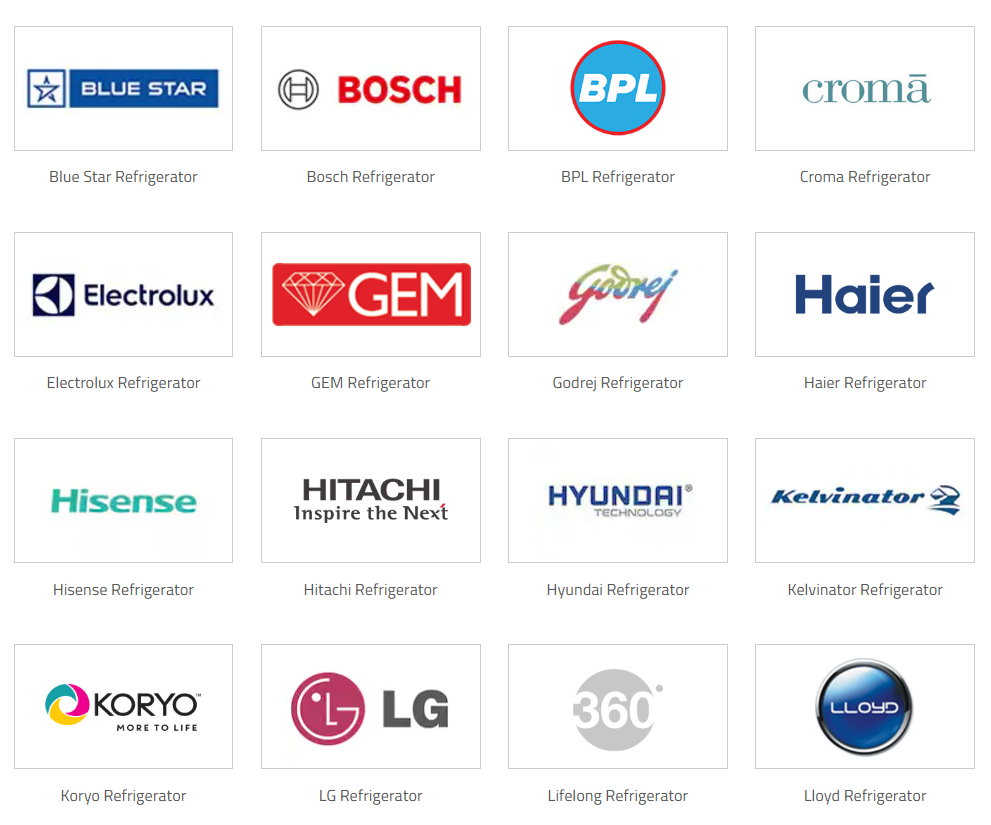 BLUE STAR
BOSCH
BPL
cromā
Blue Star Refrigerator
Bosch Refrigerator
BPL Refrigerator
Croma Refrigerator
Electrolux
GEM
Godrej
Haier
Electrolux Refrigerator
GEM Refrigerator
Godrej Refrigerator
Haier Refrigerator
Hisense
HITACHI
Inspire the Next
HYUNDAI®
TECHNOLOGY
Kelvinator
Hisense Refrigerator
Hitachi Refrigerator
Hyundai Refrigerator
Kelvinator Refrigerator
KORYO™
MORE TO LIFE
LG
360°
LLOYD
Koryo Refrigerator
LG Refrigerator
Lifelong Refrigerator
Lloyd Refrigerator